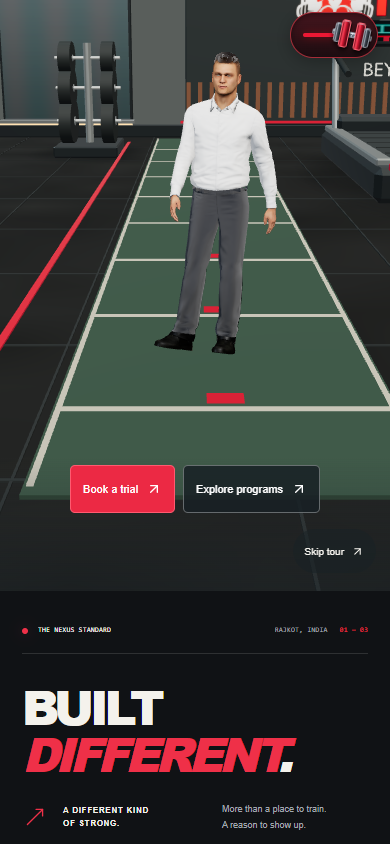 BEY
Book a trial
Explore programs
Skip tour
THE NEXUS STANDARD
RAJKOT, INDIA 01 — 03
BUILT
DIFFERENT.
A DIFFERENT KIND
OF STRONG.
More than a place to train.
A reason to show up.